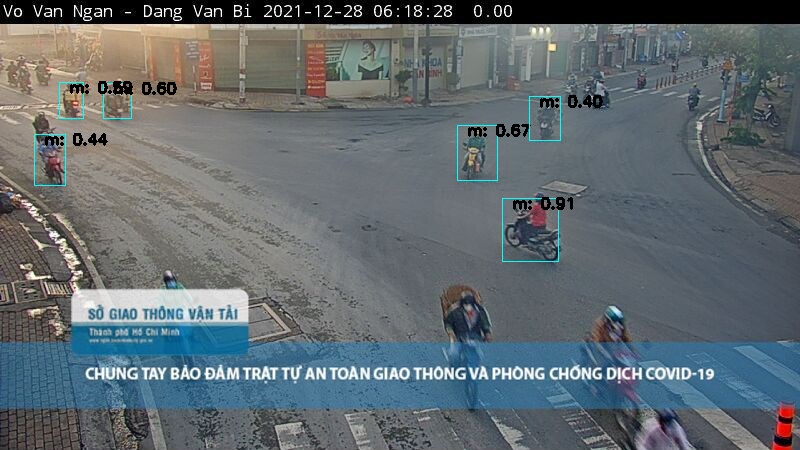 Vo Van Ngan - Dang Van Bi 2021-12-28 06:18:28 0.00
m: 0.60
m: 0.40
m: 0.44
m: 0.67
m: 0.91
SỞ GIAO THÔNG VẬN TẢI
Thành phố Hồ Chí Minh
CHUNG TAY BẢO ĐẢM TRẬT TỰ AN TOÀN GIAO THÔNG VÀ PHÒNG CHỐNG DỊCH COVID-19